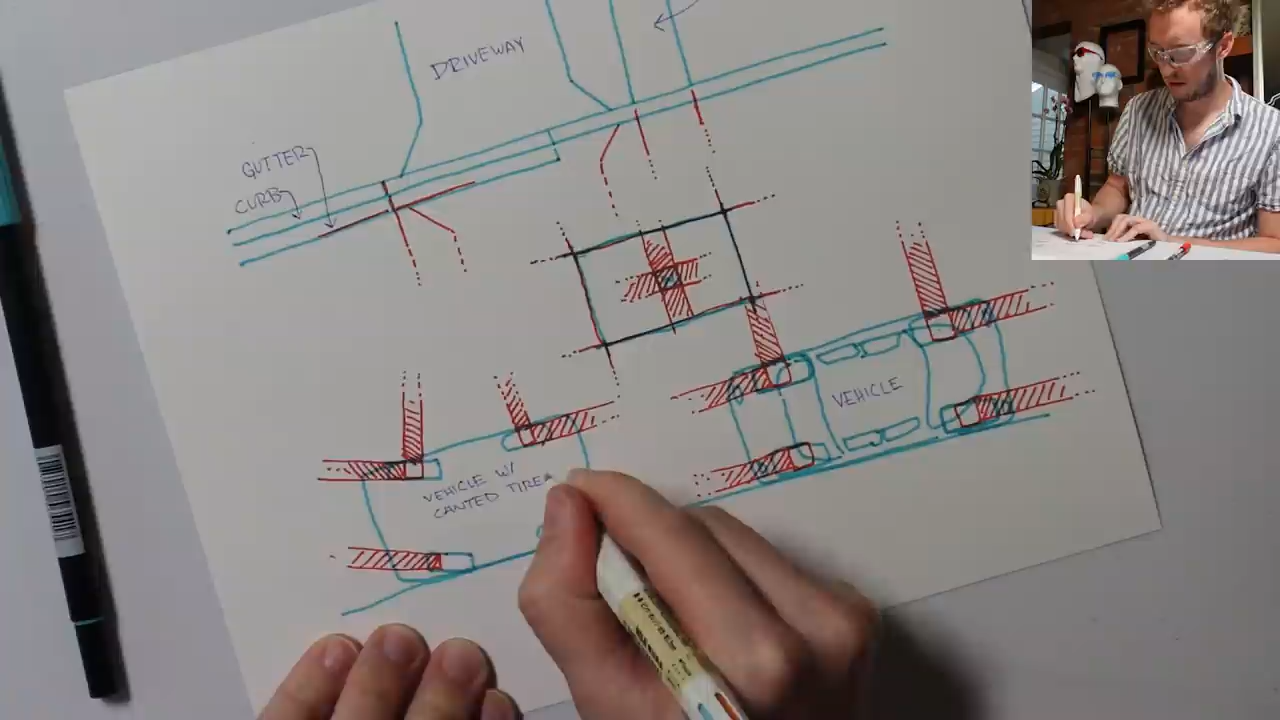 DRIVEWAY
GUTTER
CURB
VEHICLE
VEHICLE W/
CANTED TIRE